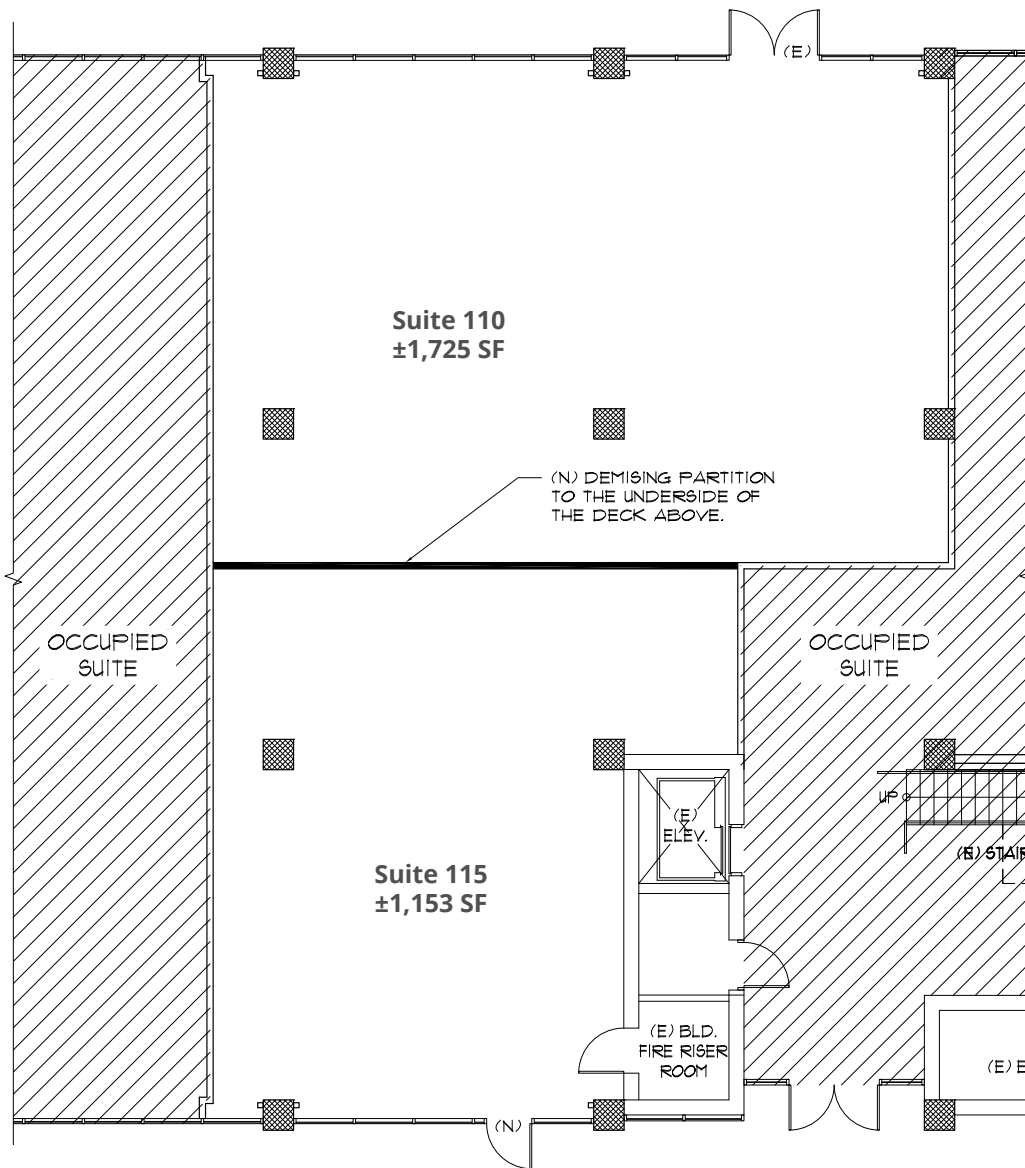 (E)
Suite 110
±1,725 SF
(N) DEMISING PARTITION
TO THE UNDERSIDE OF
THE DECK ABOVE.
OCCUPIED
SUITE
OCCUPIED
SUITE
(E)
ELEV.
UP
(E) STAIR
Suite 115
±1,153 SF
(E) BLD.
FIRE RISER
ROOM
(E) E
(N)